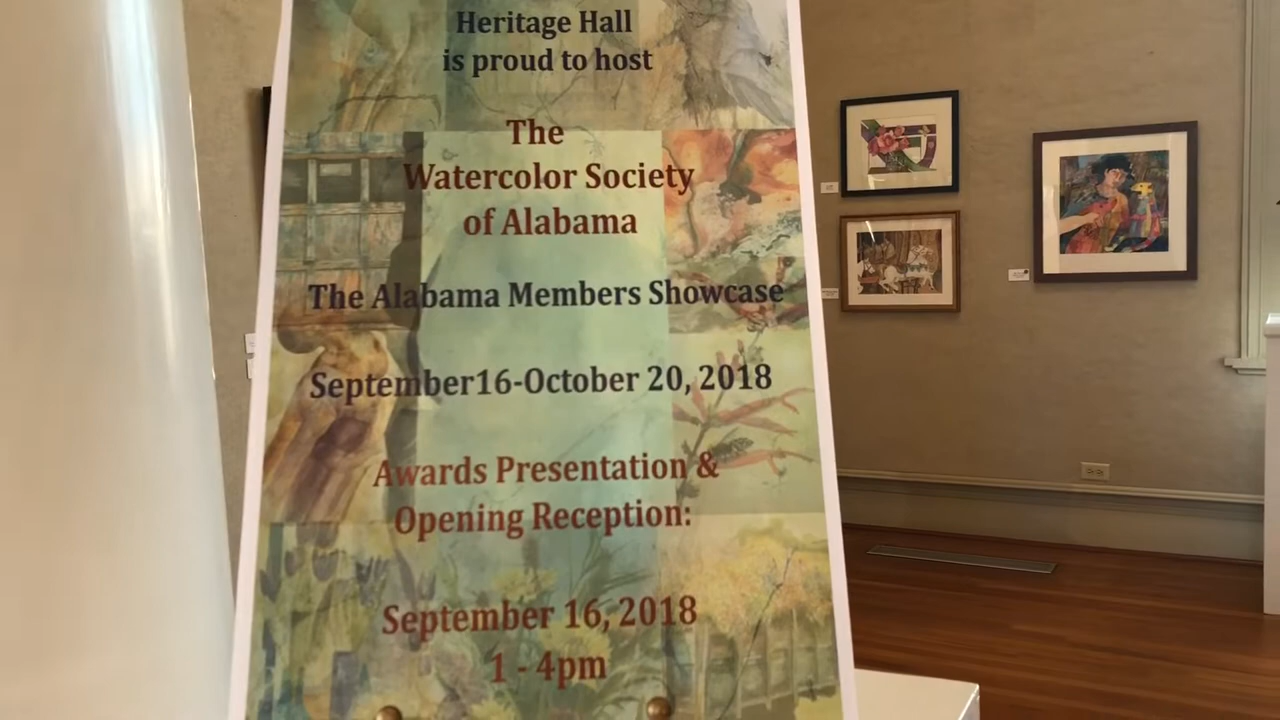 Heritage Hall
is proud to host
The
Watercolor Society
of Alabama
The Alabama Members Showcase
September16-October 20, 2018
Awards Presentation &
Opening Reception:
September 16, 2018
1 - 4pm